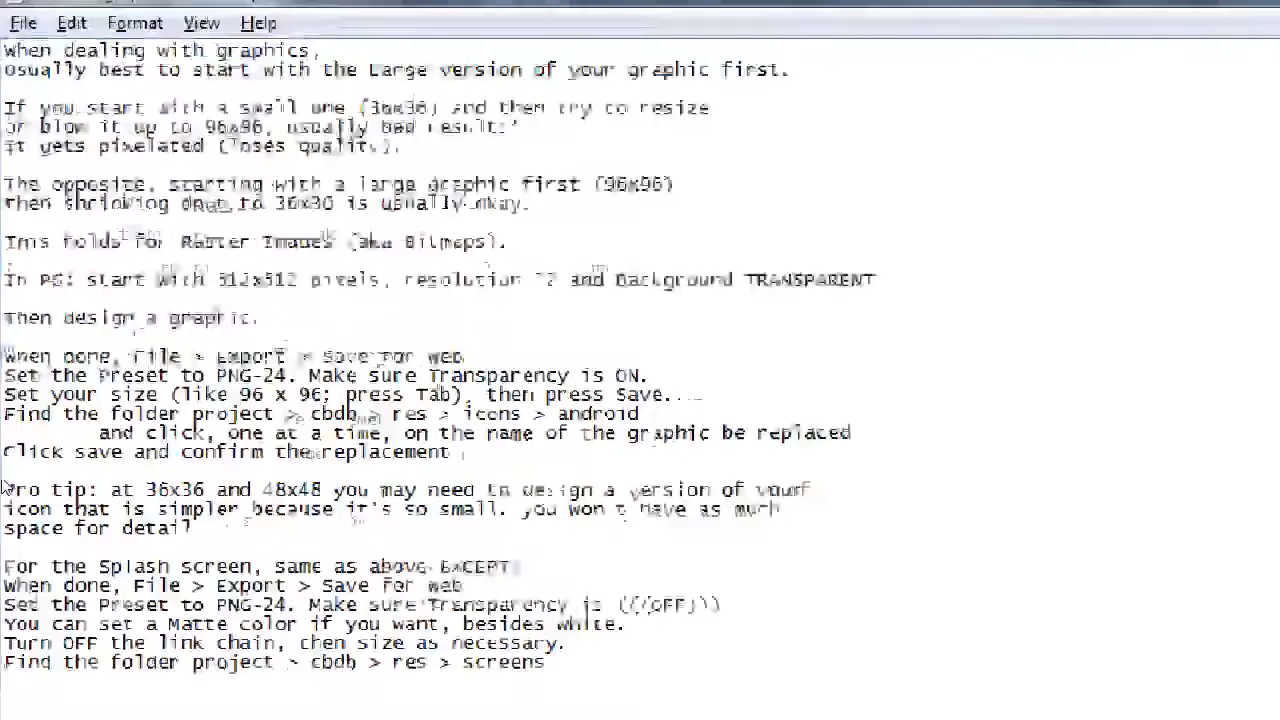 File Edit Format View Help
When dealing with graphics,
Usually best to start with the Large version of your graphic first.
If you start with a small one (36x36) and then try to resize
or blow it up to 96x96, usually bad results
It gets pixelated (loses quality).
The opposite, starting with a large graphic first (96x96)
Then shrinking down to 36x36 is usually okay.
This holds for Raster Images (aka Bitmaps).
In PS: start with 512x512 pixels, resolution 72 and Background TRANSPARENT
Then design a graphic.
When done, File > Export > Save for Web
Set the Preset to PNG-24. Make sure Transparency is ON.
Set your size (like 96 x 96; press Tab), then press Save....
Find the folder project > cbdb > res > icons > android
and click, one at a time, on the name of the graphic be replaced
Click save and confirm the replacement
Pro tip: at 36x36 and 48x48 you may need to design a version of your
icon that is simpler because it's so small. you won't have as much
space for detail
For the Splash screen, same as above EXCEPT:
When done, File > Export > Save for web
Set the Preset to PNG-24. Make sure Transparency is (((OFF)))
You can set a Matte color if you want, besides white.
Turn OFF the link chain, then size as necessary.
Find the folder project > cbdb > res > screens